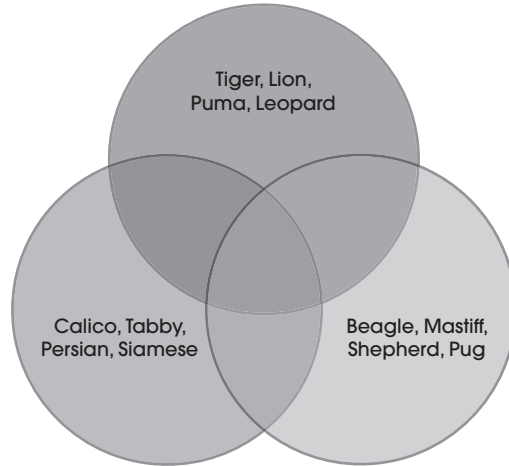 Tiger, Lion,
Puma, Leopard
Calico, Tabby,
Persian, Siamese
Beagle, Mastiff,
Shepherd, Pug